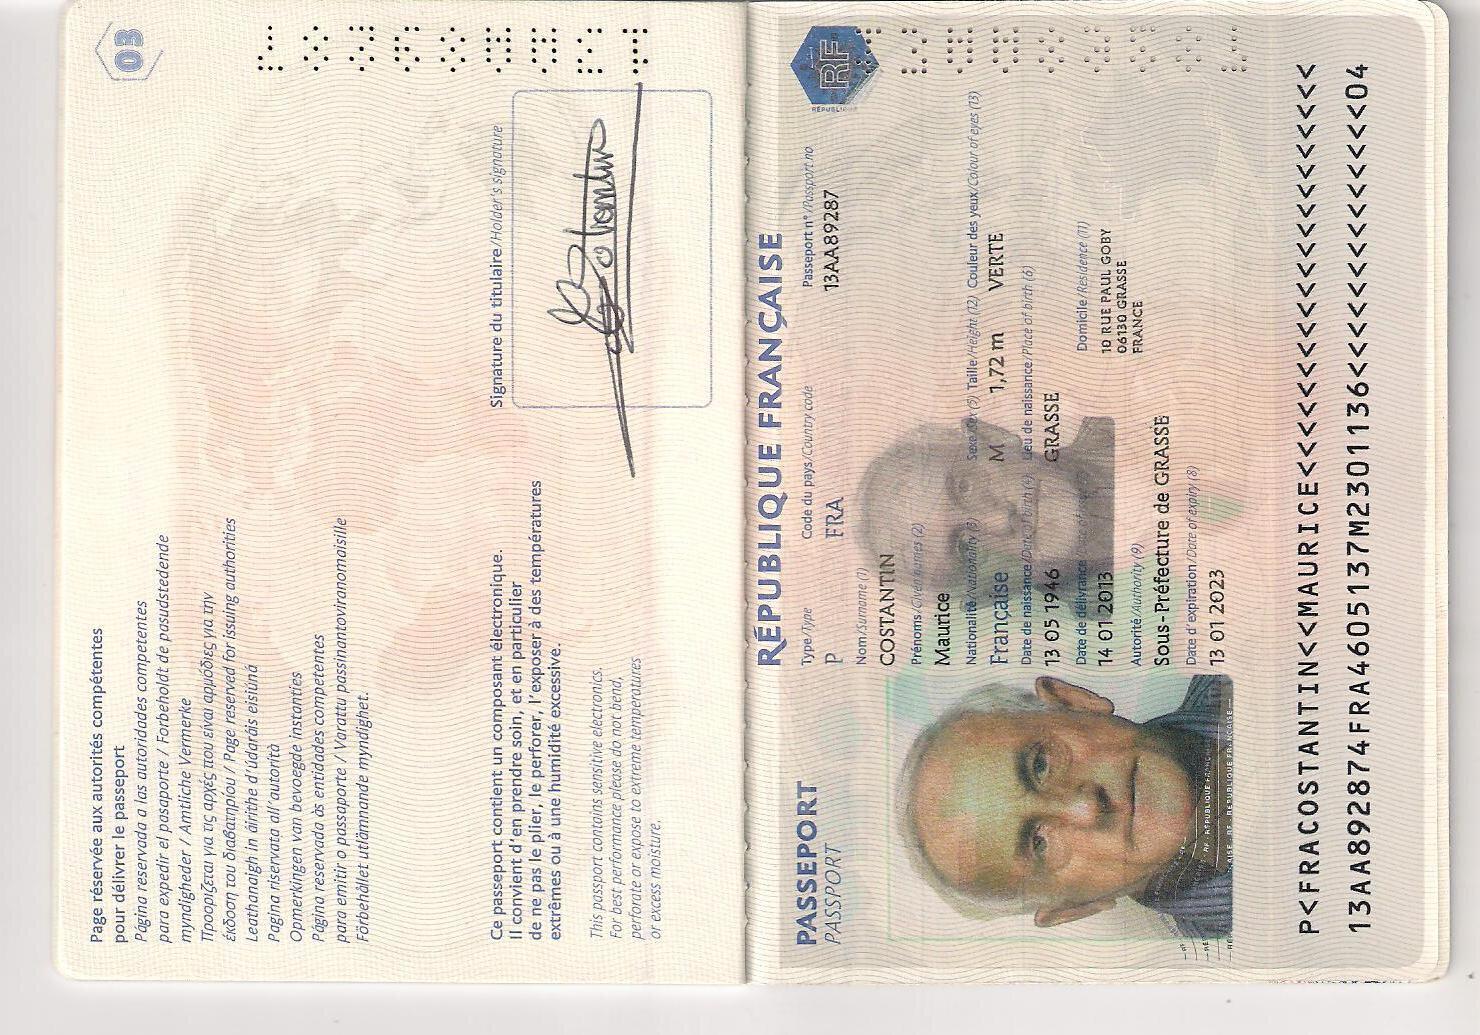 03
Page réservée aux autorités compétentes
pour délivrer le passeport
Página reservada a las autoridades competentes
para expedir el pasaporte / Forbeholdt de pasudstedende
myndigheder / Amtliche Vermerke
Προορίζεται για τις αρχές που είναι αρμόδιες για την
έκδοση του διαβατηρίου / Page reserved for issuing authorities
Leathanaigh in áirithe d'údaráis eisiúna
Pagina riservata all'autorità
Opmerkingen van bevoegde instanties
Página reservada às entidades competentes
para emitir o passaporte / Varattu passinantoviranomaisille
Förbehållet utlämnande myndighet.
Signature du titulaire/Holder's signature
Ce passeport contient un composant électronique.
Il convient d'en prendre soin, et en particulier
de ne pas le plier, le perforer, l'exposer à des températures
extrêmes ou à une humidité excessive.
This passport contains sensitive electronics.
For best performance please do not bend,
perforate or expose to extreme temperatures
or excess moisture.
RÉPUBLIQUE FRANÇAISE
RF
PASSEPORT
PASSPORT
Type/Type Code du pays/Country code Passeport n°/Passport no
P FRA 13AA89287
Nom/Surname (1)
COSTANTIN
Prénoms/Given names (2)
Maurice
Nationalité/Nationality (3) Sexe/Sex (5) Taille/Height (12) Couleur des yeux/Colour of eyes (13)
Française M 1,72 m VERTE
Date de naissance/Date of birth (4) Lieu de naissance/Place of birth (6)
13 05 1946 GRASSE
Date de délivrance/Date of issue Domicile/Residence (11)
14 01 2013 10 RUE PAUL GOBY
06130 GRASSE
FRANCE
Autorité/Authority (9)
Sous-Préfecture de GRASSE
Date d'expiration/Date of expiry (8)
13 01 2023
P<FRACOSTANTIN<<MAURICE<<<<<<<<<<<<<<<<<<<<<
13AA892874FRA4605137M2301136<<<<<<<<<<<<<<04